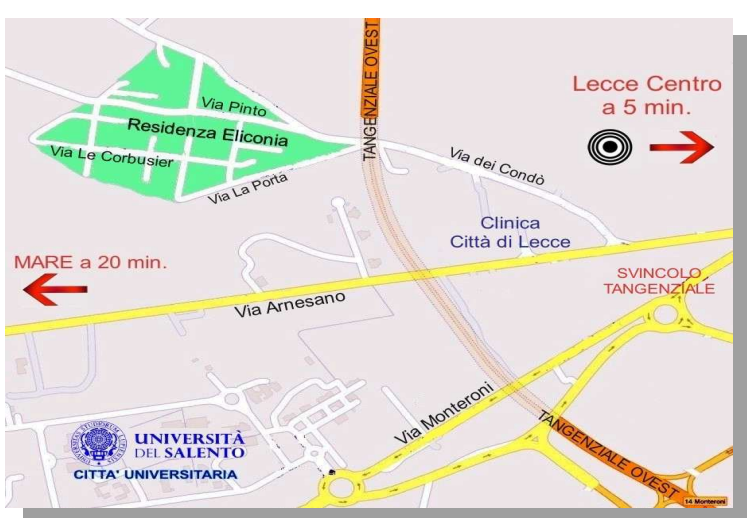 TANGENZIALE OVEST
Lecce Centro
a 5 min.
Via Pinto
Residenza Eliconia
Via Le Corbusier
Via La Porta
Via dei Condò
Clinica
Città di Lecce
MARE a 20 min.
SVINCOLO
TANGENZIALE
Via Arnesano
Via Monteroni
TANGENZIALE OVEST
UNIVERSITÀ
DEL SALENTO
CITTA' UNIVERSITARIA
14 Monteroni